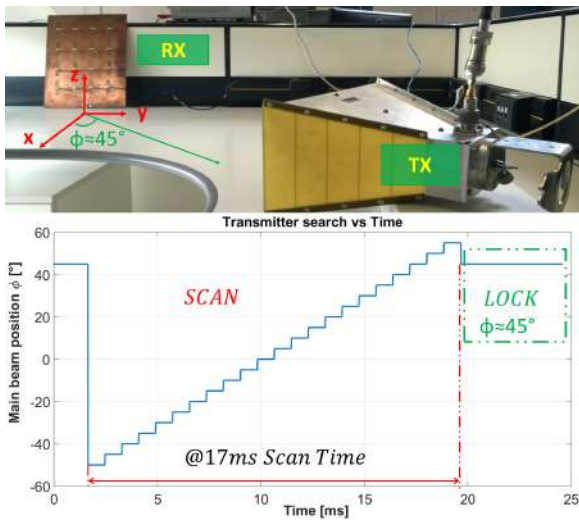 RX
z
y
x
ϕ≈45°
TX
Transmitter search vs Time
Main beam position ϕ [°]
60
40
20
0
-20
-40
-60
SCAN
LOCK
ϕ≈45°
@17ms Scan Time
0 5 10 15 20 25
Time [ms]